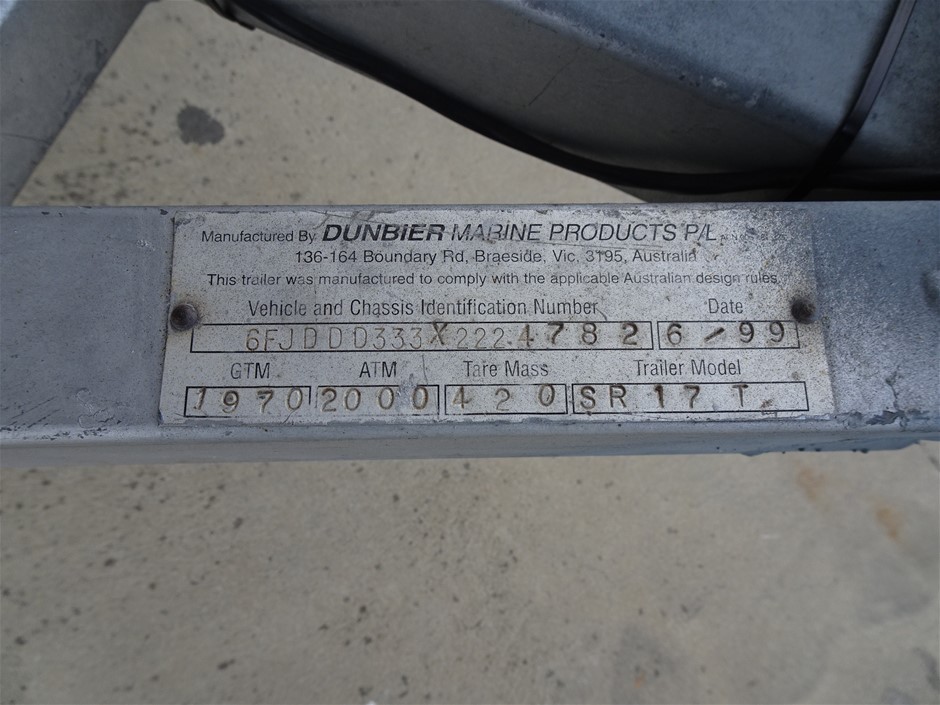 Manufactured By DUNBIER MARINE PRODUCTS P/L
136-164 Boundary Rd, Braeside, Vic. 3195, Australia
This trailer was manufactured to comply with the applicable Australian design rules.
Vehicle and Chassis Identification Number Date
6FJDDD333X2224782 6/99
GTM ATM Tare Mass Trailer Model
1970 2000 420 SR 17 T